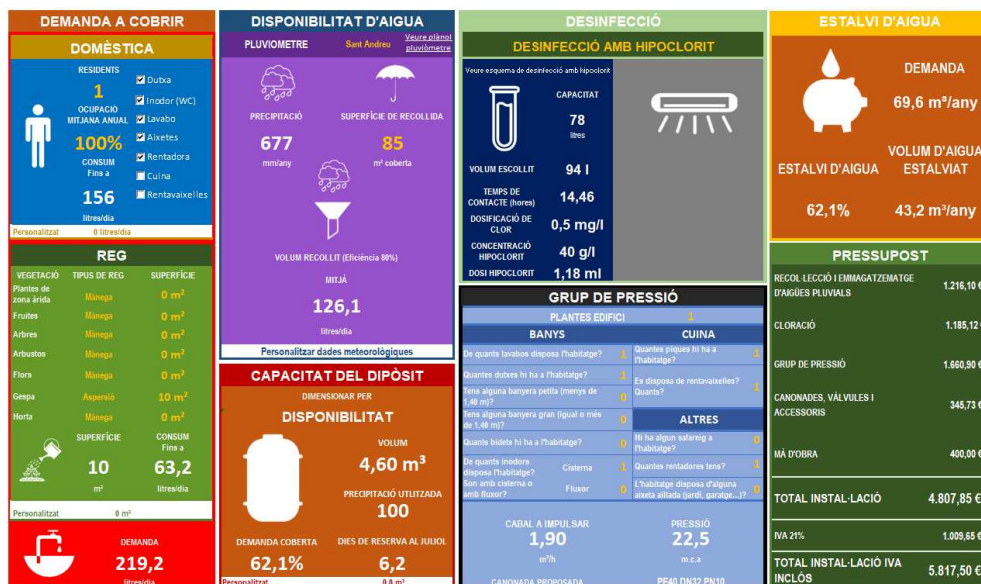 DEMANDA A COBRIR
DOMÈSTICA
RESIDENTS
1
OCUPACIÓ
MITJANA ANUAL
100%
CONSUM
Fins a
156
litres/dia
Dutxa
Inodor (WC)
Lavabo
Aixetes
Rentadora
Cuina
Rentavaixelles
Personalitzat 0 litres/dia
REG
VEGETACIÓ TIPUS DE REG SUPERFÍCIE
Plantes de
zona àrida Mànega 0 m²
Fruites Mànega 0 m²
Arbres Mànega 0 m²
Arbustos Mànega 0 m²
Flors Mànega 0 m²
Gespa Aspersió 10 m²
Horta Mànega 0 m²
SUPERFÍCIE
10
m²
CONSUM
Fins a
63,2
litres/dia
Personalitzat 0 m²
DEMANDA
219,2
litres/dia
DISPONIBILITAT D'AIGUA
PLUVIOMETRE Sant Andreu
Veure plànol
pluviòmetre
PRECIPITACIÓ
677
mm/any
SUPERFÍCIE DE RECOLLIDA
85
m² coberta
VOLUM RECOLLIT (Eficiència 80%)
MITJÀ
126,1
litres/dia
Personalitzar dades meteorològiques
CAPACITAT DEL DIPÒSIT
DIMENSIONAR PER
DISPONIBILITAT
VOLUM
4,60 m³
PRECIPITACIÓ UTLITZADA
100
DEMANDA COBERTA
62,1%
DIES DE RESERVA AL JULIOL
6,2
Personalitzat 0,0 m³
DESINFECCIÓ
DESINFECCIÓ AMB HIPOCLORIT
Veure esquema de desinfecció amb hipoclorit
CAPACITAT
78
litres
VOLUM ESCOLLIT 94 l
TEMPS DE
CONTACTE (hores) 14,46
DOSIFICACIÓ DE
CLOR 0,5 mg/l
CONCENTRACIÓ
HIPOCLORIT 40 g/l
DOSI HIPOCLORIT 1,18 ml
GRUP DE PRESSIÓ
PLANTES EDIFICI 1
BANYS
De quants lavabos disposa l'habitatge? 1
Quantes dutxes hi ha a l'habitatge? 1
Tens alguna banyera petita (menys de
1,40 m)? 0
Tens alguna banyera gran (igual o més
de 1,40 m)? 0
Quants bidets hi ha a l'habitatge? 0
De quants inodors
disposa l'habitatge? Cisterna 1
Son amb cisterna o
amb fluxor? Fluxor 0
CUINA
Quantes piques hi ha a
l'habitatge? 1
Es disposa de rentavaixelles?
Quants? 1
ALTRES
Hi ha algun safareig a
l'habitatge? 0
Quantes rentadores tens? 1
L'habitatge disposa d'alguna
aixeta aïllada (jardí, garatge...)? 0
CABAL A IMPULSAR
1,90
m³/h
PRESSIÓ
22,5
m.c.a
CANONADA PROPOSADA PE40 DN32 PN10
ESTALVI D'AIGUA
DEMANDA
69,6 m³/any
ESTALVI D'AIGUA
62,1%
VOLUM D'AIGUA
ESTALVIAT
43,2 m³/any
PRESSUPOST
RECOL·LECCIÓ I EMMAGATZEMATGE
D'AIGÜES PLUVIALS 1.216,10 €
CLORACIÓ 1.185,12
GRUP DE PRESSIÓ 1.660,90 €
CANONADES, VÀLVULES I
ACCESSORIS 345,73 €
MÀ D'OBRA 400,00 €
TOTAL INSTAL·LACIÓ 4.807,85 €
IVA 21% 1.009,65 €
TOTAL INSTAL·LACIÓ IVA
INCLÓS 5.817,50 €